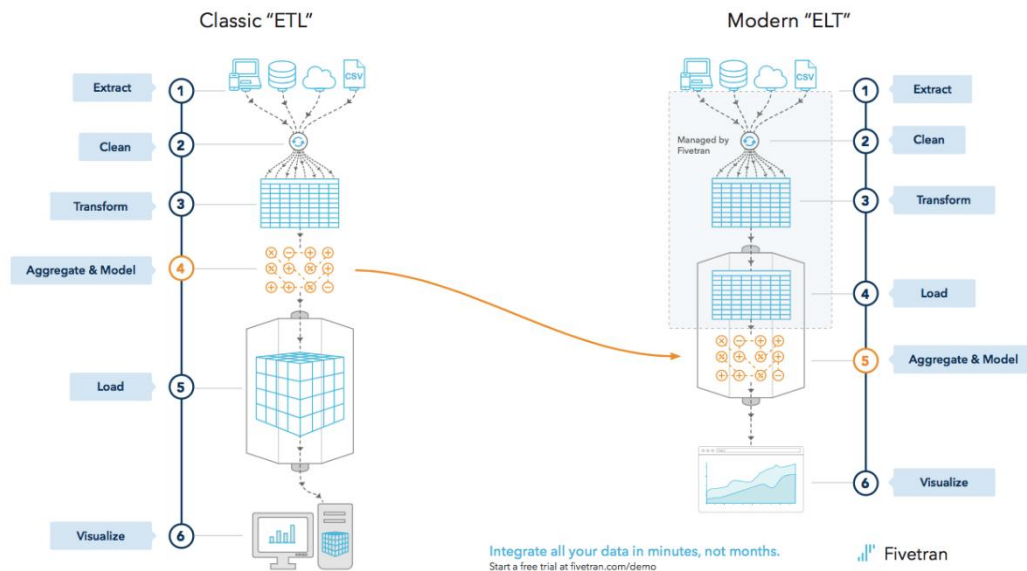 Classic “ETL”
Extract
1
CSV
Clean
2
Transform
3
Aggregate & Model
4
Load
5
Visualize
6
Modern “ELT”
CSV
1
Extract
Managed by
Fivetran
2
Clean
3
Transform
4
Load
5
Aggregate & Model
6
Visualize
Integrate all your data in minutes, not months.
Start a free trial at fivetran.com/demo
Fivetran